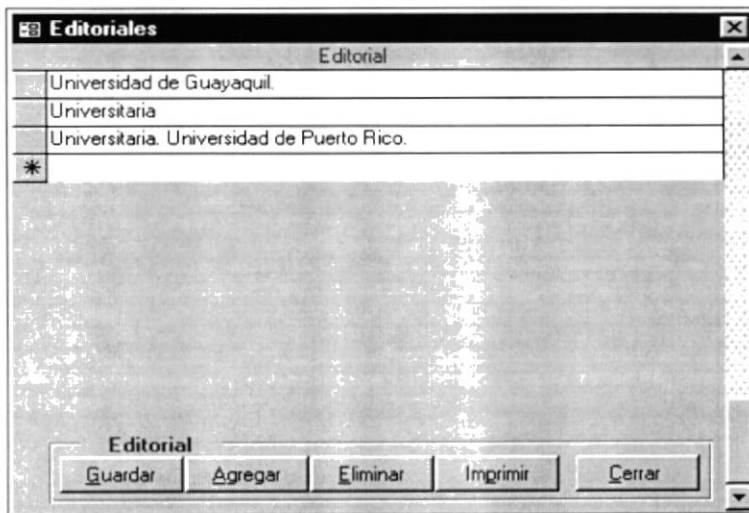 Editoriales
Editorial
Universidad de Guayaquil.
Universitaria
Universitaria. Universidad de Puerto Rico.
Editorial
Guardar Agregar Eliminar Imprimir Cerrar